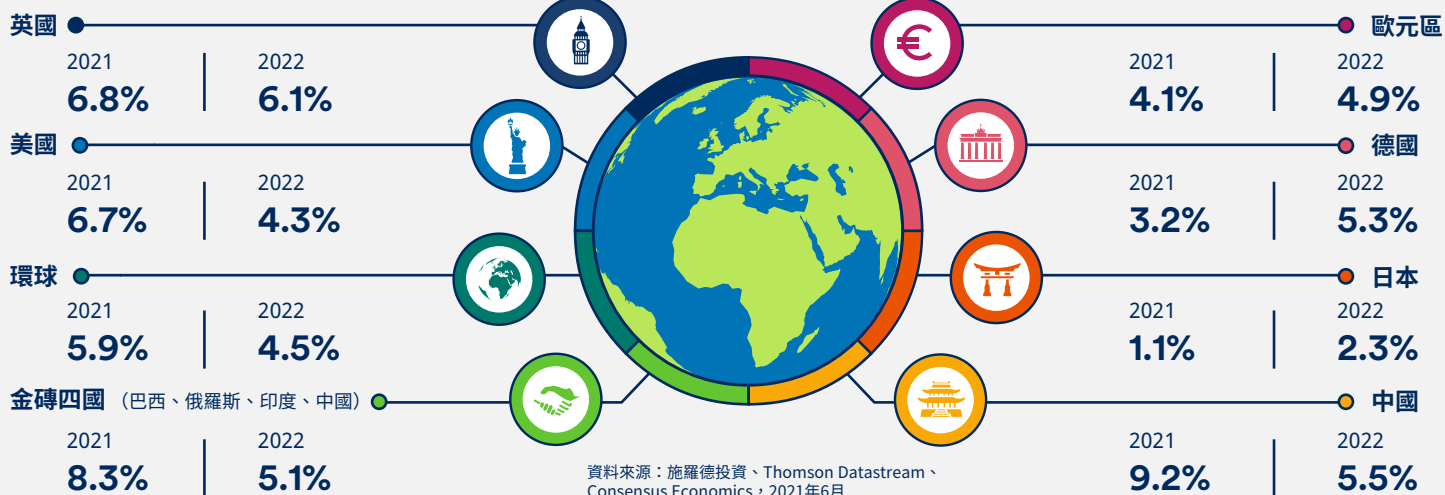 英國
2021 2022
6.8% 6.1%
美國
2021 2022
6.7% 4.3%
環球
2021 2022
5.9% 4.5%
金磚四國 （巴西、俄羅斯、印度、中國）
2021 2022
8.3% 5.1%
歐元區
2021 2022
4.1% 4.9%
德國
2021 2022
3.2% 5.3%
日本
2021 2022
1.1% 2.3%
中國
2021 2022
9.2% 5.5%
資料來源：施羅德投資、Thomson Datastream、
Consensus Economics，2021年6月